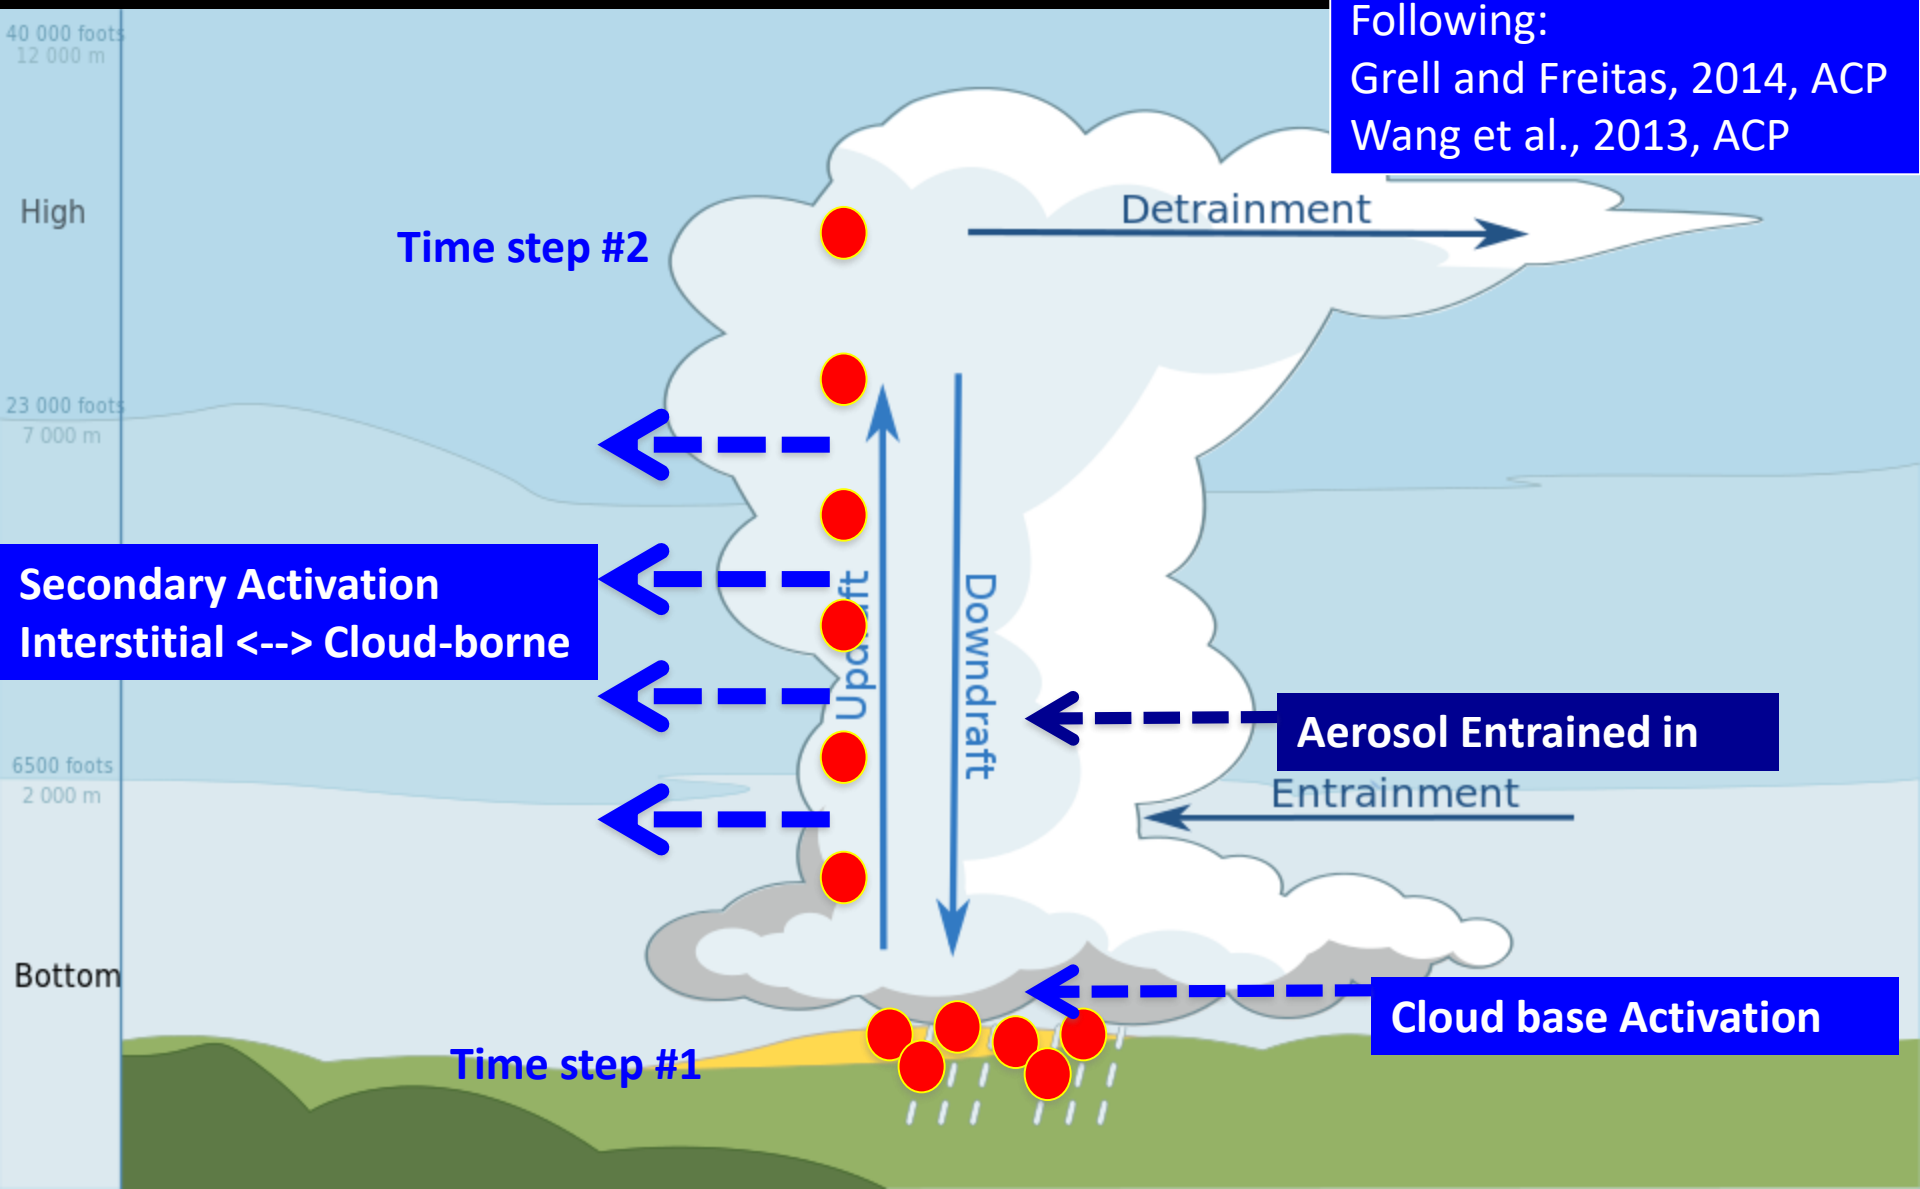 40 000 foots
12 000 m
Following:
Grell and Freitas, 2014, ACP
Wang et al., 2013, ACP
High
Detrainment
Time step #2
23 000 foots
7 000 m
Secondary Activation
Interstitial <--> Cloud-borne
Updraft
Downdraft
Aerosol Entrained in
6500 foots
2 000 m
Entrainment
Bottom
Cloud base Activation
Time step #1